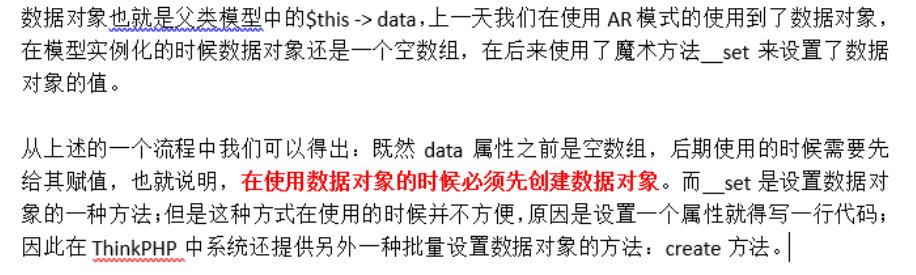 数据对象也就是父类模型中的$this -> data，上一天我们在使用 AR 模式的使用到了数据对象，
在模型实例化的时候数据对象还是一个空数组，在后来使用了魔术方法__set 来设置了数据
对象的值。
从上述的一个流程中我们可以得出：既然 data 属性之前是空数组，后期使用的时候需要先
给其赋值，也就说明，在使用数据对象的时候必须先创建数据对象。而__set 是设置数据对
象的一种方法；但是这种方式在使用的时候并不方便，原因是设置一个属性就得写一行代码；
因此在 ThinkPHP 中系统还提供另外一种批量设置数据对象的方法：create 方法。